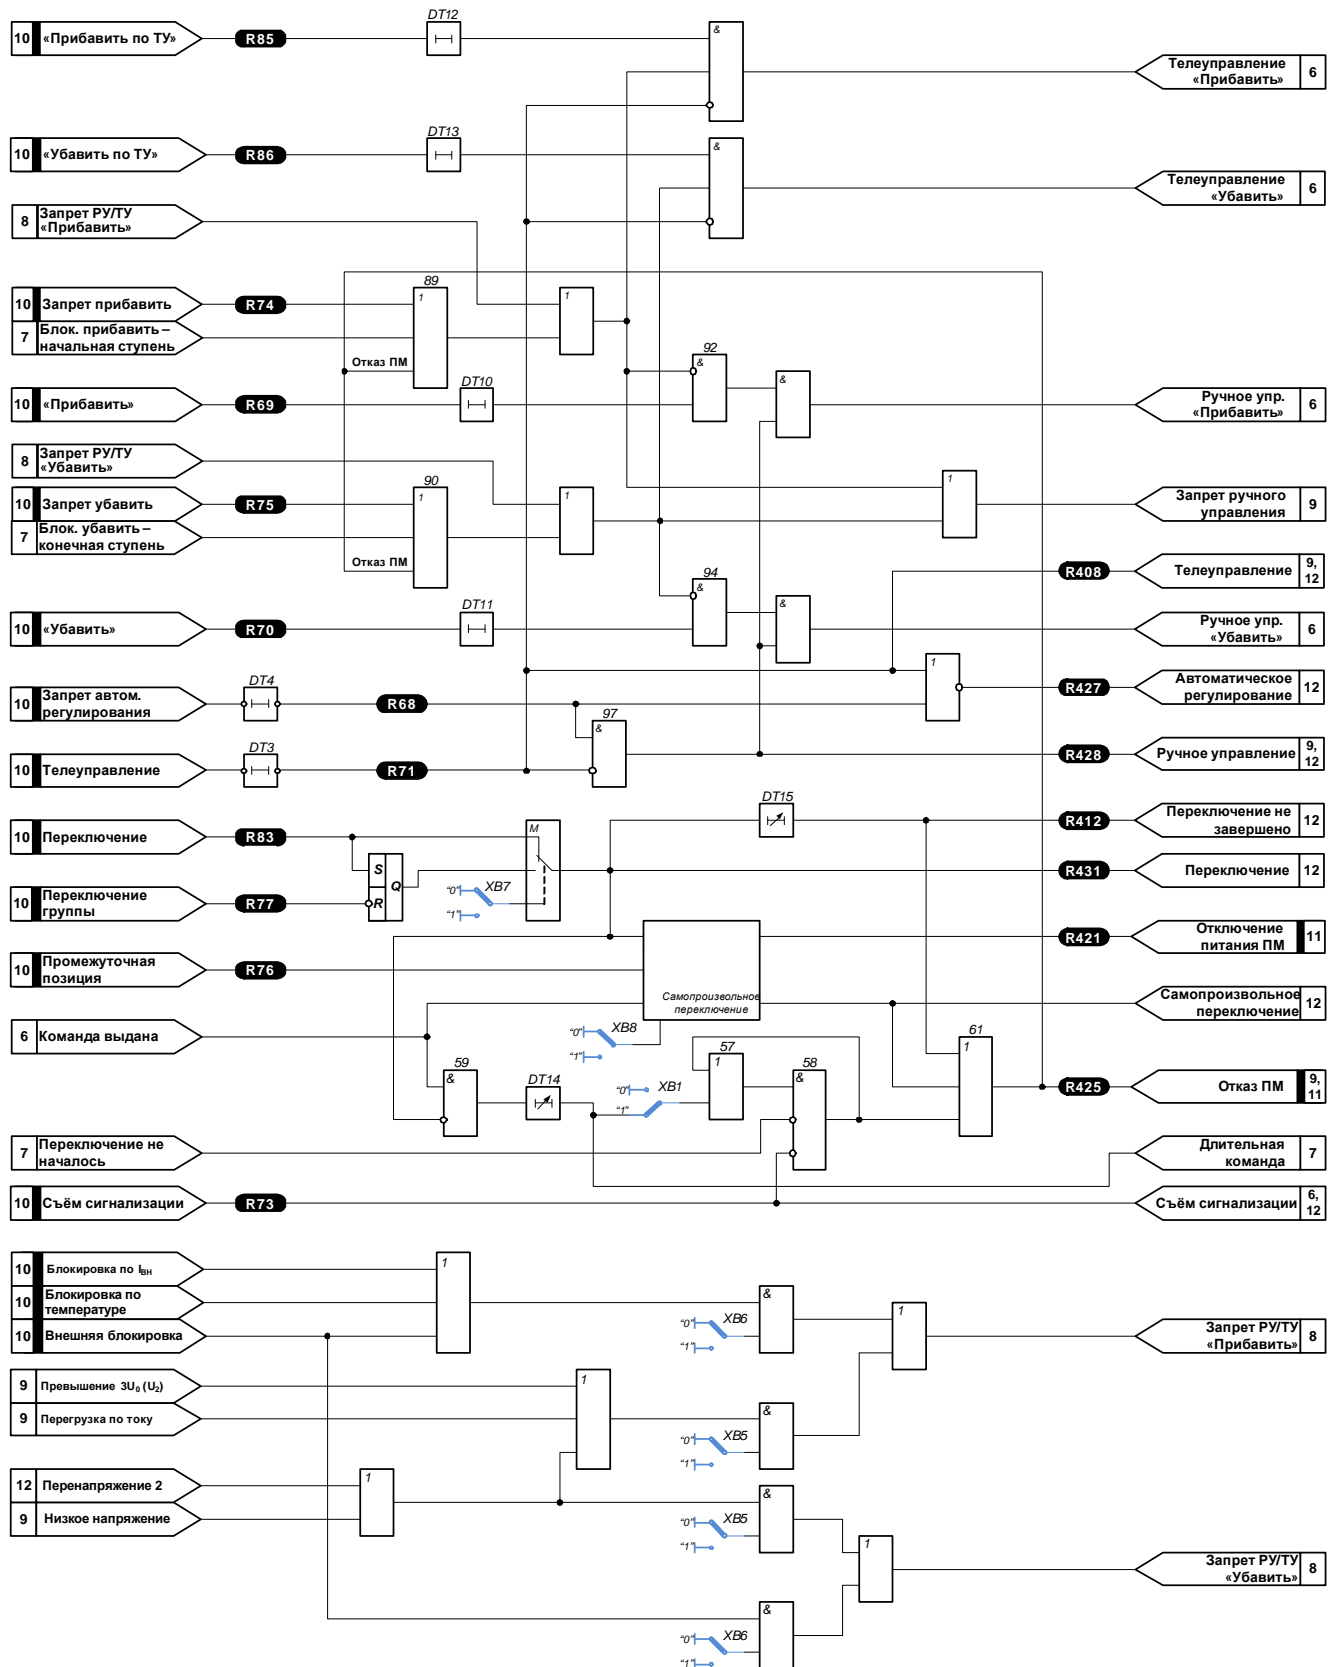 DT12
10 «Прибавить по ТУ» R85 &
Телеуправление «Прибавить» 6
DT13
10 «Убавить по ТУ» R86 &
Телеуправление «Убавить» 6
8 Запрет РУ/ТУ «Прибавить»
89
10 Запрет прибавить R74 1 1
7 Блок. прибавить – начальная ступень
Отказ ПМ
92
&
&
DT10
10 «Прибавить» R69
Ручное упр. «Прибавить» 6
8 Запрет РУ/ТУ «Убавить»
90
10 Запрет убавить R75 1 1 1
Запрет ручного управления 9
7 Блок. убавить – конечная ступень
Отказ ПМ
R408 Телеуправление 9, 12
94
&
&
DT11
10 «Убавить» R70
Ручное упр. «Убавить» 6
1
DT4
10 Запрет автом. регулирования R68
R427 Автоматическое регулирование 12
97
&
DT3
10 Телеуправление R71
R428 Ручное управление 9, 12
DT15
10 Переключение R83 M
R412 Переключение не завершено 12
S
Q
R
R431 Переключение 12
10 Переключение группы R77
"0" XB7
"1"
R421 Отключение питания ПМ 11
10 Промежуточная позиция R76
Самопроизвольное переключение
Самопроизвольное переключение 12
6 Команда выдана
"0" XB8
"1"
61
1
59
&
DT14
"0" XB1
"1"
57
1
58
&
R425 Отказ ПМ 9, 11
7 Переключение не началось
Длительная команда 7
10 Съём сигнализации R73
Съём сигнализации 6, 12
10 Блокировка по IВН 1
10 Блокировка по температуре
10 Внешняя блокировка
&
"0" XB6
"1"
1
Запрет РУ/ТУ «Прибавить» 8
9 Превышение 3U0 (U2) 1
9 Перегрузка по току
&
"0" XB5
"1"
12 Перенапряжение 2 1
9 Низкое напряжение
&
"0" XB5
"1"
1
Запрет РУ/ТУ «Убавить» 8
&
"0" XB6
"1"